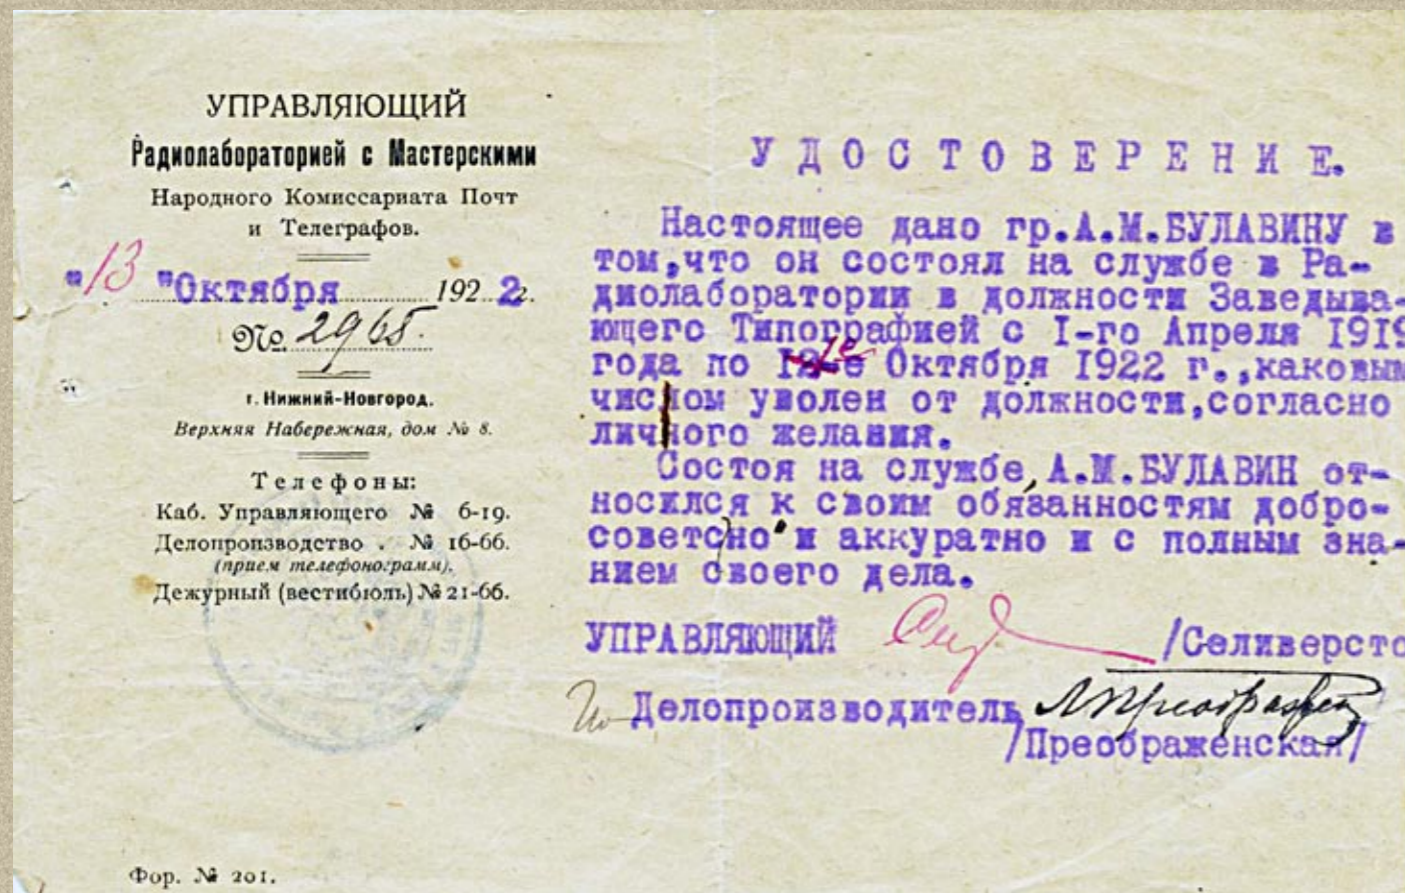 УПРАВЛЯЮЩИЙ
Радиолабораторией с Мастерскими
Народного Комиссариата Почт
и Телеграфов.
"13 "Октября 192 2г.
№ 2965.
г. Нижний-Новгород.
Верхняя Набережная, дом № 8.
Телефоны:
Каб. Управляющего № 6-19.
Делопроизводство . № 16-66.
(прием телефонограмм).
Дежурный (вестибюль) № 21-66.
Фор. № 201.
УДОСТОВЕРЕНИЕ.
Настоящее дано гр.А.М.БУЛАВИНУ в
том,что он состоял на службе в Ра-
диолаборатории в должности Заведыва-
ющего Типографией с I-го Апреля 1919
года по 1е Октября 1922 г.,каковым
числом уволен от должности,согласно
личного желания.
Состоя на службе, А.М.БУЛАВИН от-
носился к своим обязанностям добро-
советсно и аккуратно и с полным зна-
нием своего дела.
УПРАВЛЯЮЩИЙ /Селиверсто
Делопроизводитель
/Преображенская/